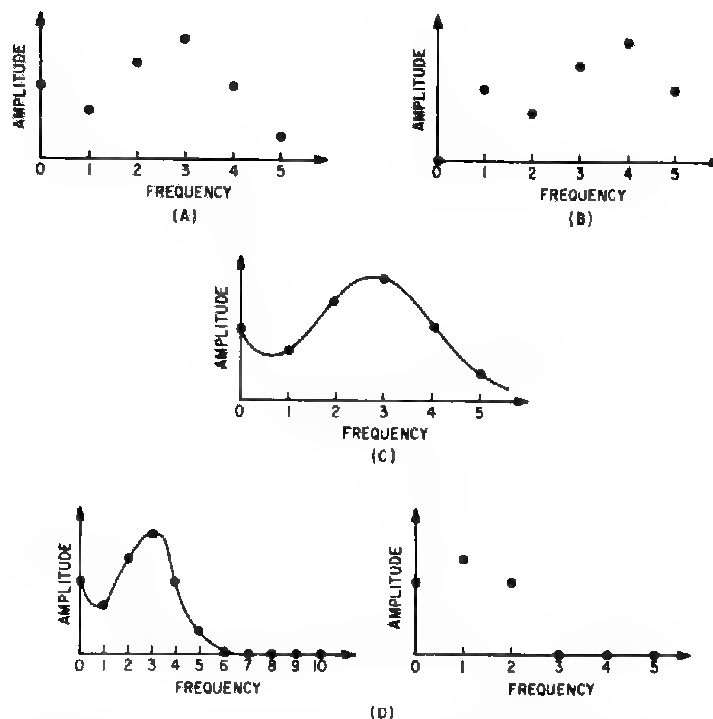 AMPLITUDE
0 1 2 3 4 5
FREQUENCY
(A)
AMPLITUDE
0 1 2 3 4 5
FREQUENCY
(B)
AMPLITUDE
0 1 2 3 4 5
FREQUENCY
(C)
AMPLITUDE
0 1 2 3 4 5 6 7 8 9 10
FREQUENCY
AMPLITUDE
0 1 2 3 4 5
FREQUENCY
(D)